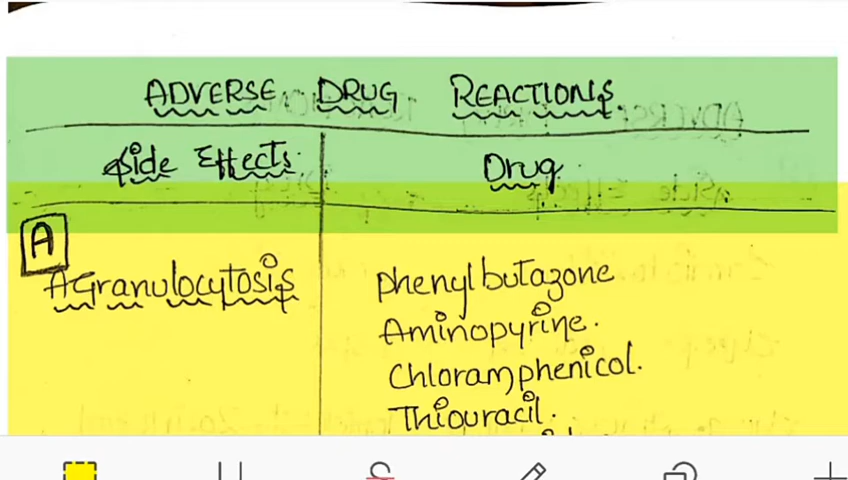 ADVERSE DRUG REACTIONS.
Side Effects. Drug.
A
AGranulocytosis phenylbutazone
Aminopyrine.
Chloramphenicol.
Thiouracil.